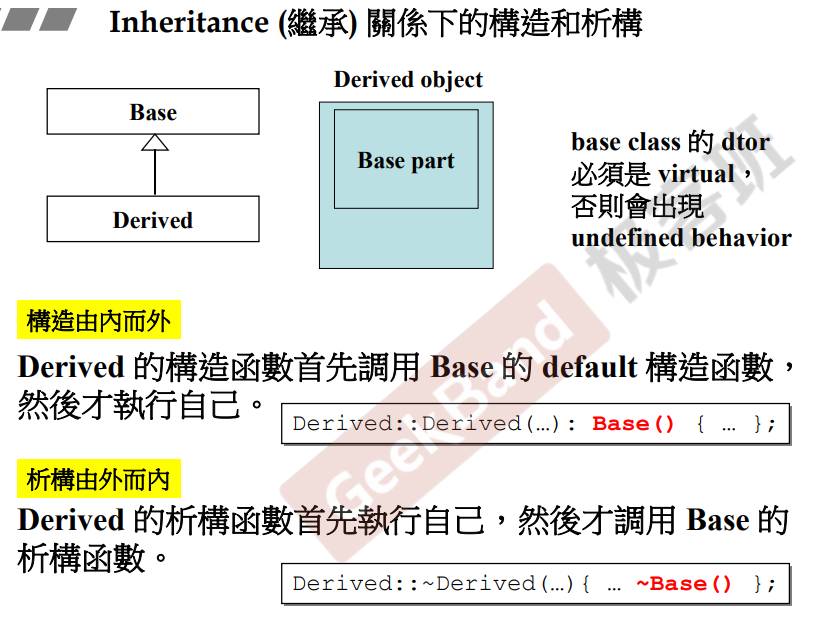 Inheritance (繼承) 關係下的構造和析構
Derived object
Base
Base part
Derived
base class 的 dtor
必須是 virtual，
否則會出現
undefined behavior
極客班
GeekBand
構造由內而外
Derived 的構造函數首先調用 Base 的 default 構造函數，
然後才執行自己。
Derived::Derived(…): Base() { … };
析構由外而內
Derived 的析構函數首先執行自己，然後才調用 Base 的
析構函數。
Derived::~Derived(…){ … ~Base() };